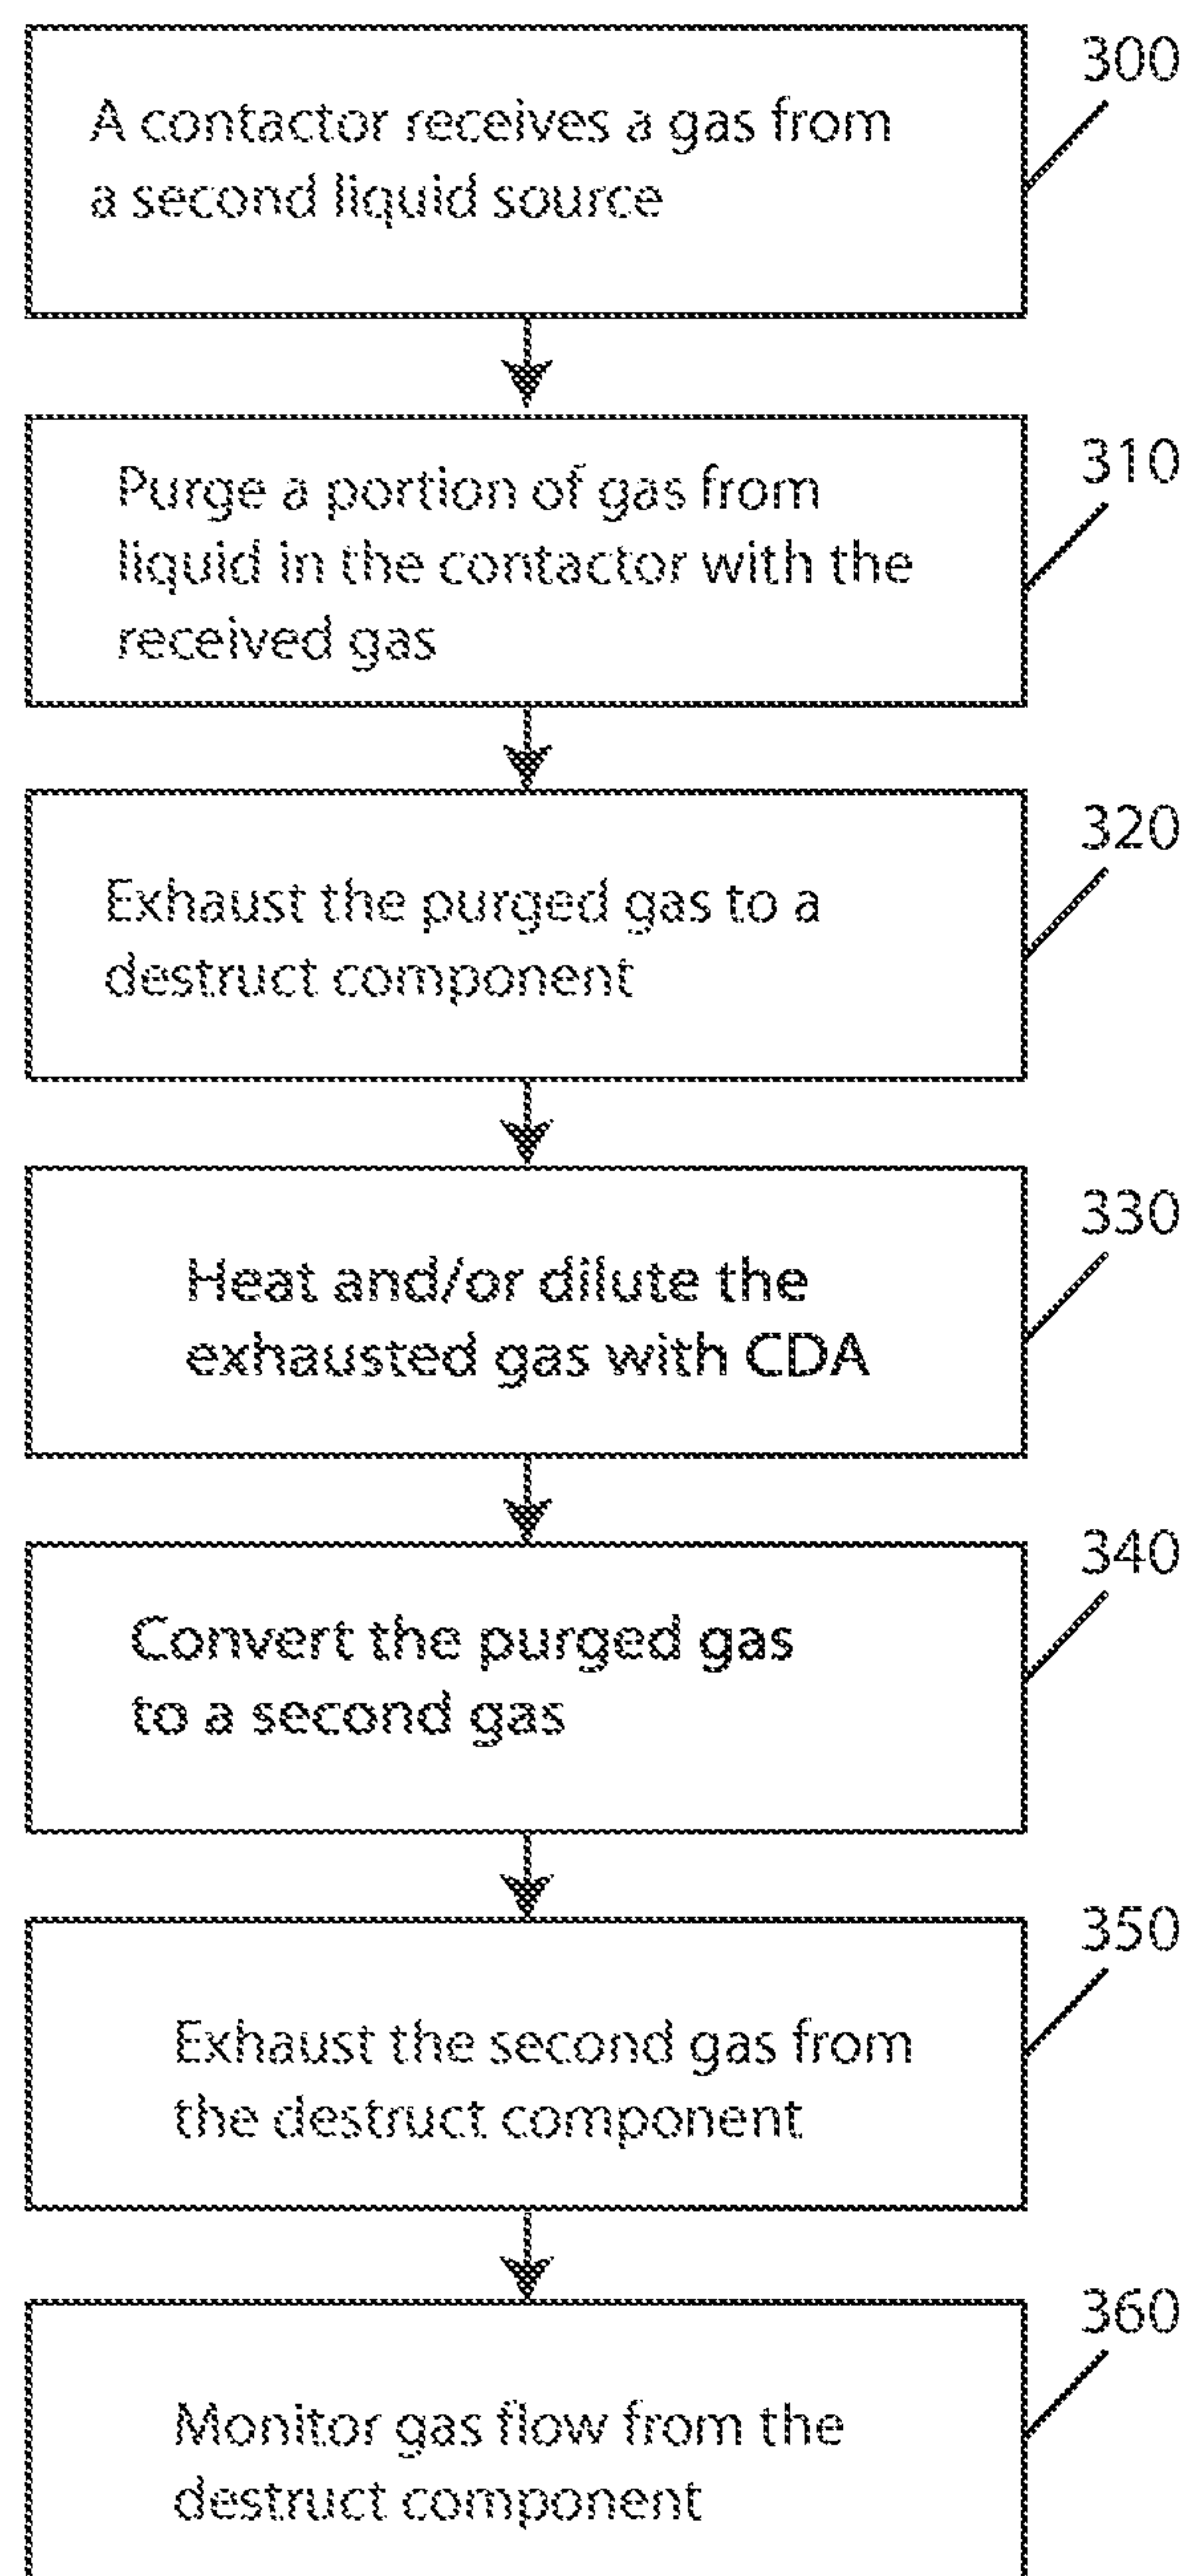 300
A contactor receives a gas from
a second liquid source
310
Purge a portion of gas from
liquid in the contactor with the
received gas
320
Exhaust the purged gas to a
destruct component
330
Heat and/or dilute the
exhausted gas with CDA
340
Convert the purged gas
to a second gas
350
Exhaust the second gas from
the destruct component
360
Monitor gas flow from the
destruct component